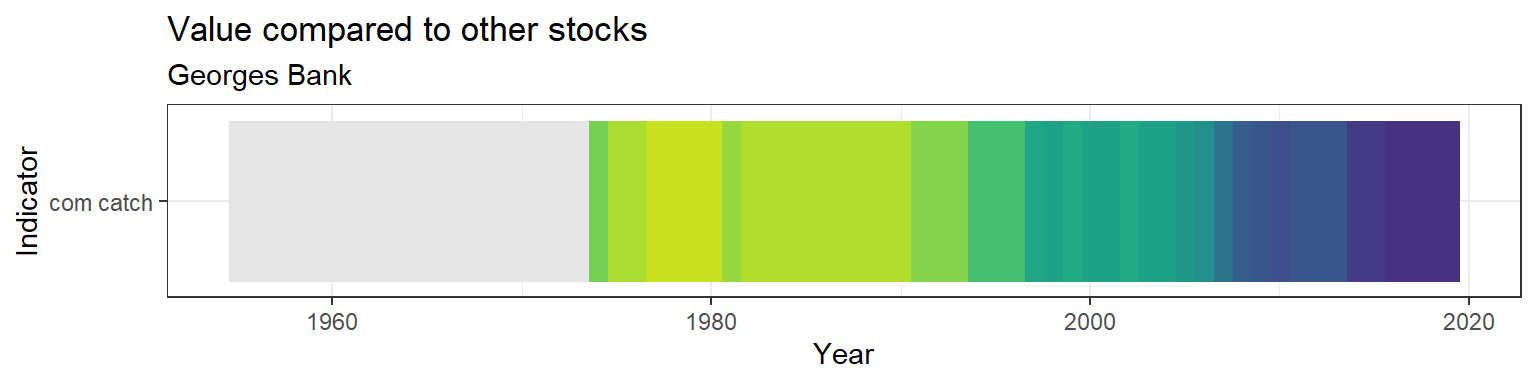 Value compared to other stocks
Georges Bank
Indicator
com catch
1960 1980 2000 2020
Year